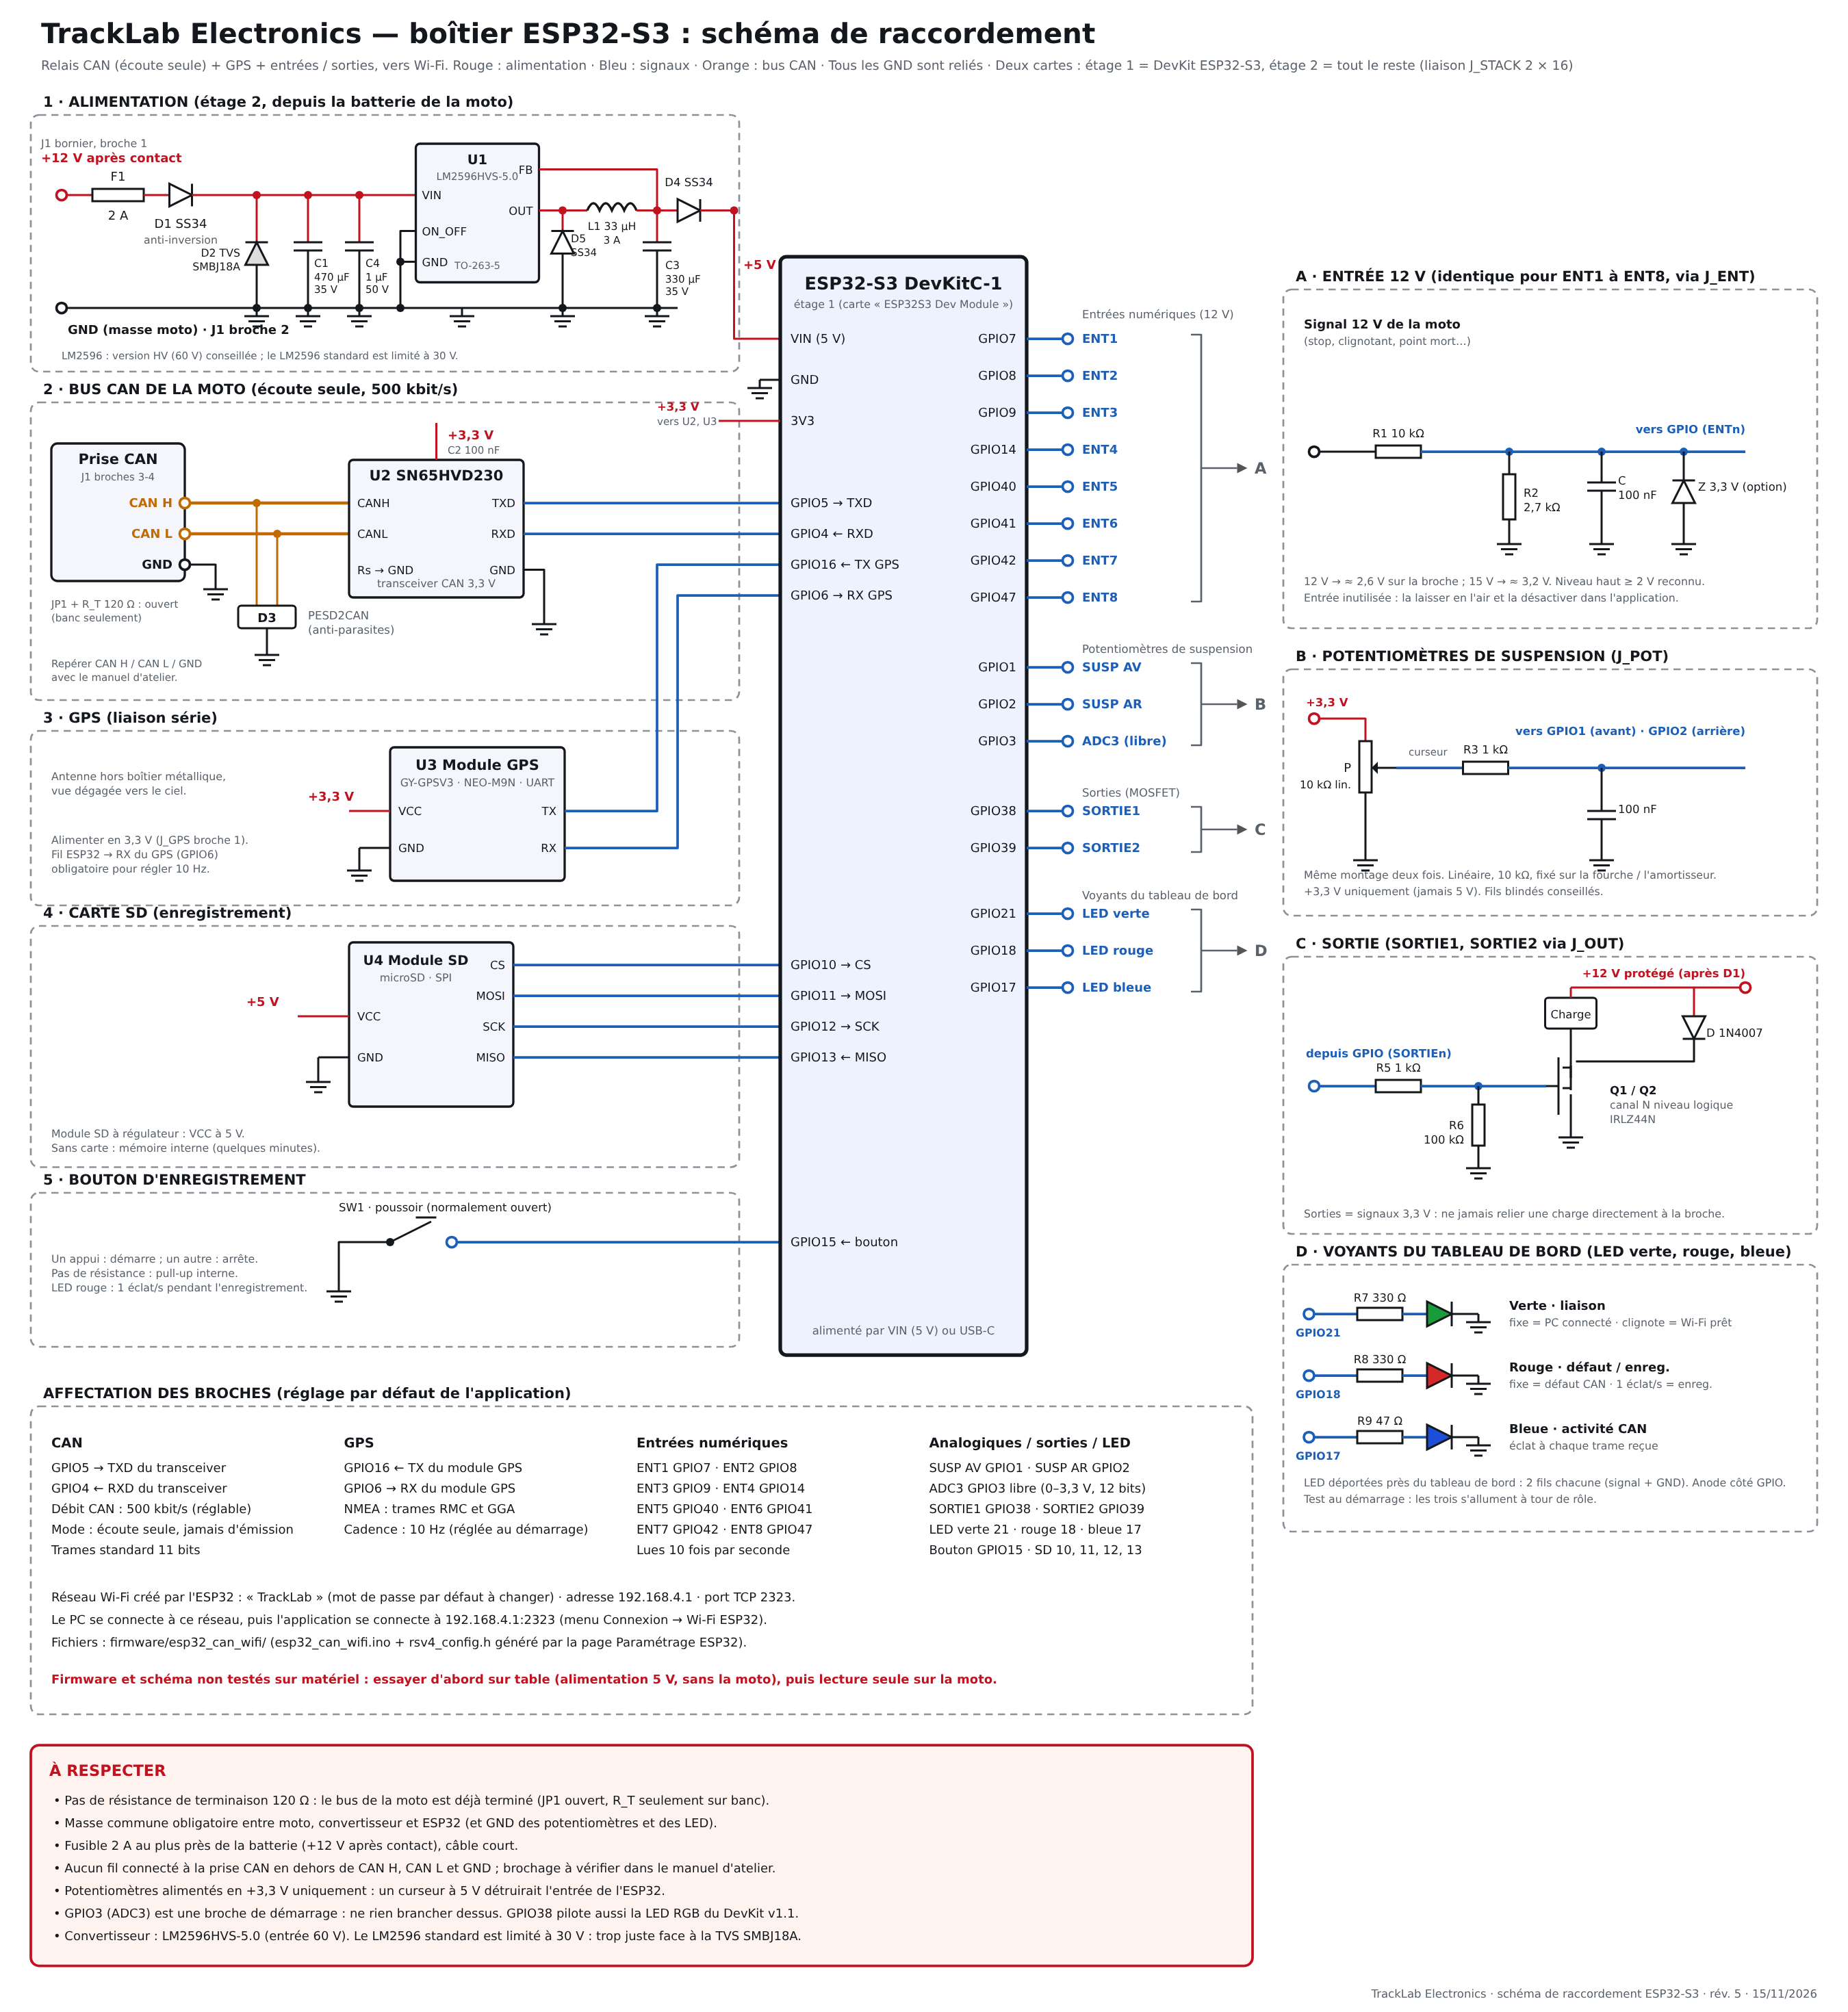 TrackLab Electronics — boîtier ESP32-S3 : schéma de raccordement
Relais CAN (écoute seule) + GPS + entrées / sorties, vers Wi-Fi. Rouge : alimentation · Bleu : signaux · Orange : bus CAN · Tous les GND sont reliés · Deux cartes : étage 1 = DevKit ESP32-S3, étage 2 = tout le reste (liaison J_STACK 2 × 16)
1 · ALIMENTATION (étage 2, depuis la batterie de la moto)
J1 bornier, broche 1
+12 V après contact
F1
2 A
D1 SS34
anti-inversion
D2 TVS
SMBJ18A
C1
470 µF
35 V
C4
1 µF
50 V
U1
LM2596HVS-5.0
FB
VIN
OUT
ON_OFF
GND
TO-263-5
D5
SS34
L1 33 µH
3 A
D4 SS34
C3
330 µF
35 V
+5 V
GND (masse moto) · J1 broche 2
LM2596 : version HV (60 V) conseillée ; le LM2596 standard est limité à 30 V.
2 · BUS CAN DE LA MOTO (écoute seule, 500 kbit/s)
Prise CAN
J1 broches 3-4
CAN H
CAN L
GND
JP1 + R_T 120 Ω : ouvert
(banc seulement)
Repérer CAN H / CAN L / GND
avec le manuel d'atelier.
D3
PESD2CAN
(anti-parasites)
+3,3 V
C2 100 nF
U2 SN65HVD230
CANH
TXD
CANL
RXD
Rs → GND
GND
transceiver CAN 3,3 V
+3,3 V
vers U2, U3
3 · GPS (liaison série)
Antenne hors boîtier métallique,
vue dégagée vers le ciel.
Alimenter en 3,3 V (J_GPS broche 1).
Fil ESP32 → RX du GPS (GPIO6)
obligatoire pour régler 10 Hz.
+3,3 V
U3 Module GPS
GY-GPSV3 · NEO-M9N · UART
VCC
TX
GND
RX
4 · CARTE SD (enregistrement)
+5 V
U4 Module SD
microSD · SPI
CS
MOSI
VCC
SCK
GND
MISO
Module SD à régulateur : VCC à 5 V.
Sans carte : mémoire interne (quelques minutes).
5 · BOUTON D'ENREGISTREMENT
SW1 · poussoir (normalement ouvert)
Un appui : démarre ; un autre : arrête.
Pas de résistance : pull-up interne.
LED rouge : 1 éclat/s pendant l'enregistrement.
ESP32-S3 DevKitC-1
étage 1 (carte « ESP32S3 Dev Module »)
VIN (5 V)
GND
3V3
GPIO5 → TXD
GPIO4 ← RXD
GPIO16 ← TX GPS
GPIO6 → RX GPS
GPIO10 → CS
GPIO11 → MOSI
GPIO12 → SCK
GPIO13 ← MISO
GPIO15 ← bouton
alimenté par VIN (5 V) ou USB-C
Entrées numériques (12 V)
GPIO7 ENT1
GPIO8 ENT2
GPIO9 ENT3
GPIO14 ENT4
GPIO40 ENT5
GPIO41 ENT6
GPIO42 ENT7
GPIO47 ENT8
A
Potentiomètres de suspension
GPIO1 SUSP AV
GPIO2 SUSP AR
GPIO3 ADC3 (libre)
B
Sorties (MOSFET)
GPIO38 SORTIE1
GPIO39 SORTIE2
C
Voyants du tableau de bord
GPIO21 LED verte
GPIO18 LED rouge
GPIO17 LED bleue
D
A · ENTRÉE 12 V (identique pour ENT1 à ENT8, via J_ENT)
Signal 12 V de la moto
(stop, clignotant, point mort…)
R1 10 kΩ
vers GPIO (ENTn)
R2
2,7 kΩ
C
100 nF
Z 3,3 V (option)
12 V → ≈ 2,6 V sur la broche ; 15 V → ≈ 3,2 V. Niveau haut ≥ 2 V reconnu.
Entrée inutilisée : la laisser en l'air et la désactiver dans l'application.
B · POTENTIOMÈTRES DE SUSPENSION (J_POT)
+3,3 V
vers GPIO1 (avant) · GPIO2 (arrière)
P
10 kΩ lin.
curseur
R3 1 kΩ
100 nF
Même montage deux fois. Linéaire, 10 kΩ, fixé sur la fourche / l'amortisseur.
+3,3 V uniquement (jamais 5 V). Fils blindés conseillés.
C · SORTIE (SORTIE1, SORTIE2 via J_OUT)
+12 V protégé (après D1)
Charge
D 1N4007
depuis GPIO (SORTIEn)
R5 1 kΩ
R6
100 kΩ
Q1 / Q2
canal N niveau logique
IRLZ44N
Sorties = signaux 3,3 V : ne jamais relier une charge directement à la broche.
D · VOYANTS DU TABLEAU DE BORD (LED verte, rouge, bleue)
R7 330 Ω
GPIO21
Verte · liaison
fixe = PC connecté · clignote = Wi-Fi prêt
R8 330 Ω
GPIO18
Rouge · défaut / enreg.
fixe = défaut CAN · 1 éclat/s = enreg.
R9 47 Ω
GPIO17
Bleue · activité CAN
éclat à chaque trame reçue
LED déportées près du tableau de bord : 2 fils chacune (signal + GND). Anode côté GPIO.
Test au démarrage : les trois s'allument à tour de rôle.
AFFECTATION DES BROCHES (réglage par défaut de l'application)
CAN
GPIO5 → TXD du transceiver
GPIO4 ← RXD du transceiver
Débit CAN : 500 kbit/s (réglable)
Mode : écoute seule, jamais d'émission
Trames standard 11 bits
GPS
GPIO16 ← TX du module GPS
GPIO6 → RX du module GPS
NMEA : trames RMC et GGA
Cadence : 10 Hz (réglée au démarrage)
Entrées numériques
ENT1 GPIO7 · ENT2 GPIO8
ENT3 GPIO9 · ENT4 GPIO14
ENT5 GPIO40 · ENT6 GPIO41
ENT7 GPIO42 · ENT8 GPIO47
Lues 10 fois par seconde
Analogiques / sorties / LED
SUSP AV GPIO1 · SUSP AR GPIO2
ADC3 GPIO3 libre (0–3,3 V, 12 bits)
SORTIE1 GPIO38 · SORTIE2 GPIO39
LED verte 21 · rouge 18 · bleue 17
Bouton GPIO15 · SD 10, 11, 12, 13
Réseau Wi-Fi créé par l'ESP32 : « TrackLab » (mot de passe par défaut à changer) · adresse 192.168.4.1 · port TCP 2323.
Le PC se connecte à ce réseau, puis l'application se connecte à 192.168.4.1:2323 (menu Connexion → Wi-Fi ESP32).
Fichiers : firmware/esp32_can_wifi/ (esp32_can_wifi.ino + rsv4_config.h généré par la page Paramétrage ESP32).
Firmware et schéma non testés sur matériel : essayer d'abord sur table (alimentation 5 V, sans la moto), puis lecture seule sur la moto.
À RESPECTER
• Pas de résistance de terminaison 120 Ω : le bus de la moto est déjà terminé (JP1 ouvert, R_T seulement sur banc).
• Masse commune obligatoire entre moto, convertisseur et ESP32 (et GND des potentiomètres et des LED).
• Fusible 2 A au plus près de la batterie (+12 V après contact), câble court.
• Aucun fil connecté à la prise CAN en dehors de CAN H, CAN L et GND ; brochage à vérifier dans le manuel d'atelier.
• Potentiomètres alimentés en +3,3 V uniquement : un curseur à 5 V détruirait l'entrée de l'ESP32.
• GPIO3 (ADC3) est une broche de démarrage : ne rien brancher dessus. GPIO38 pilote aussi la LED RGB du DevKit v1.1.
• Convertisseur : LM2596HVS-5.0 (entrée 60 V). Le LM2596 standard est limité à 30 V : trop juste face à la TVS SMBJ18A.
TrackLab Electronics · schéma de raccordement ESP32-S3 · rév. 5 · 15/11/2026